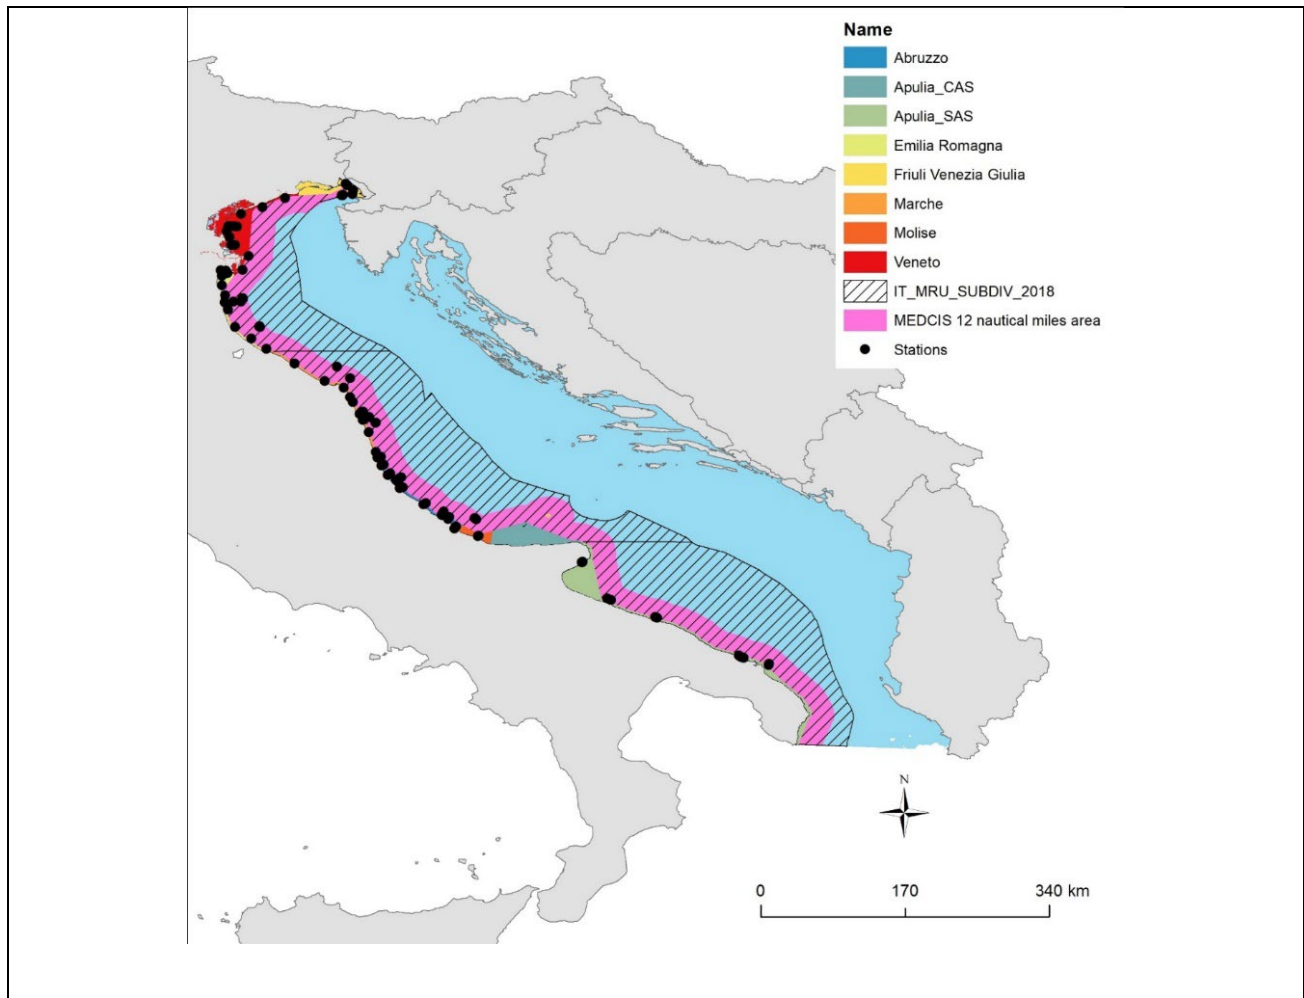 Name
Abruzzo
Apulia_CAS
Apulia_SAS
Emilia Romagna
Friuli Venezia Giulia
Marche
Molise
Veneto
IT_MRU_SUBDIV_2018
MEDCIS 12 nautical miles area
Stations
N
0 170 340 km